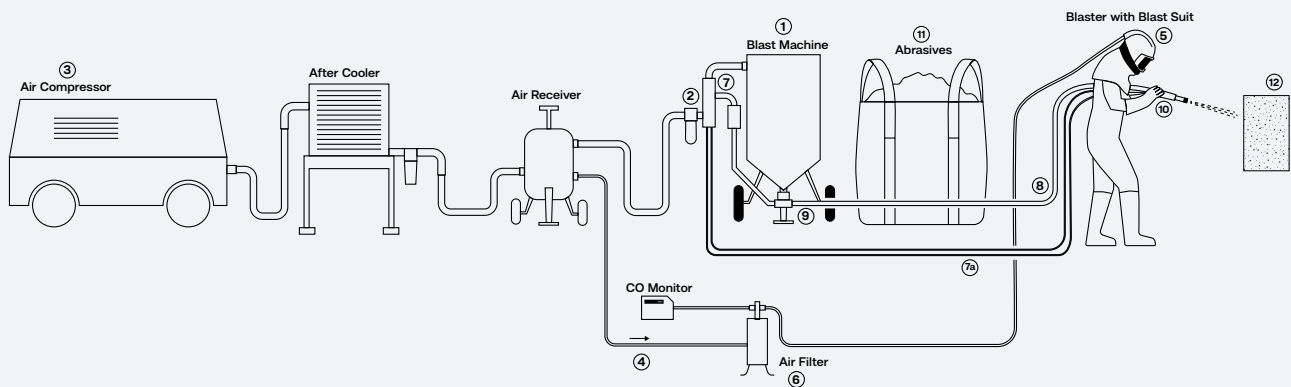 ③
Air Compressor
After Cooler
Air Receiver
②
⑦
①
Blast Machine
⑪
Abrasives
Blaster with Blast Suit
⑤
⑩
⑫
⑧
⑨
7a
CO Monitor
④
Air Filter
⑥